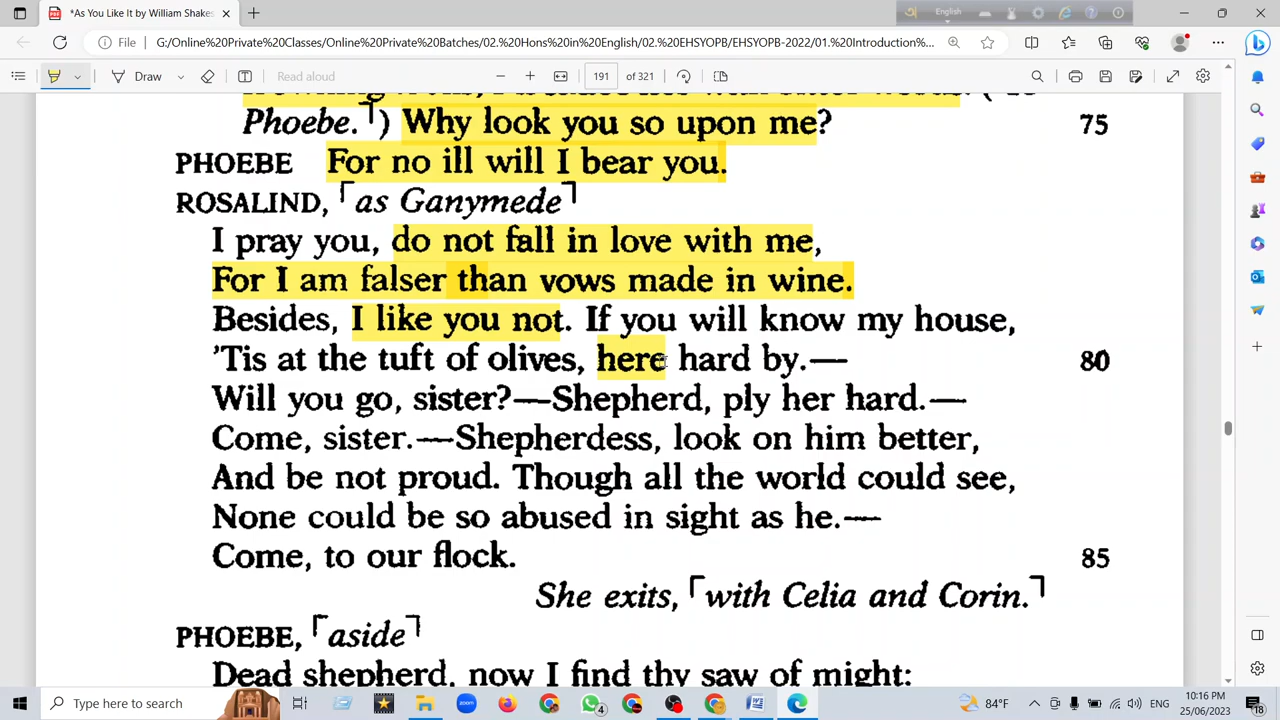 *As You Like It by William Shakes
English
File
G:/Online%20Private%20Classes/Online%20Private%20Batches/02.%20Hons%20in%20English/02.%20EHSYOPB/EHSYOPB-2022/01.%20Introduction%...
Draw
Read aloud
191 of 321
Phoebe.⌝) Why look you so upon me? 75
PHOEBE For no ill will I bear you.
ROSALIND, ⌜as Ganymede⌝
I pray you, do not fall in love with me,
For I am falser than vows made in wine.
Besides, I like you not. If you will know my house,
’Tis at the tuft of olives, here hard by.— 80
Will you go, sister?—Shepherd, ply her hard.—
Come, sister.—Shepherdess, look on him better,
And be not proud. Though all the world could see,
None could be so abused in sight as he.—
Come, to our flock. 85
She exits, ⌜with Celia and Corin.⌝
PHOEBE, ⌜aside⌝
Dead shepherd, now I find thy saw of might:
Type here to search
zoom
4
84°F
10:16 PM
25/06/2023
18